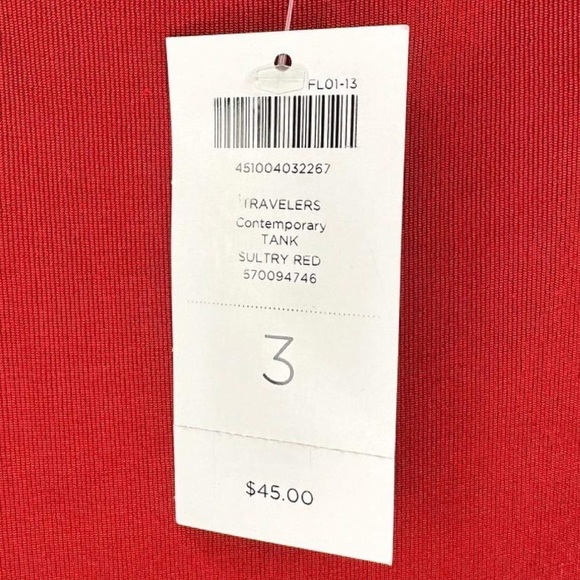 FL01-13
451004032267
TRAVELERS
Contemporary
TANK
SULTRY RED
570094746
3
$45.00